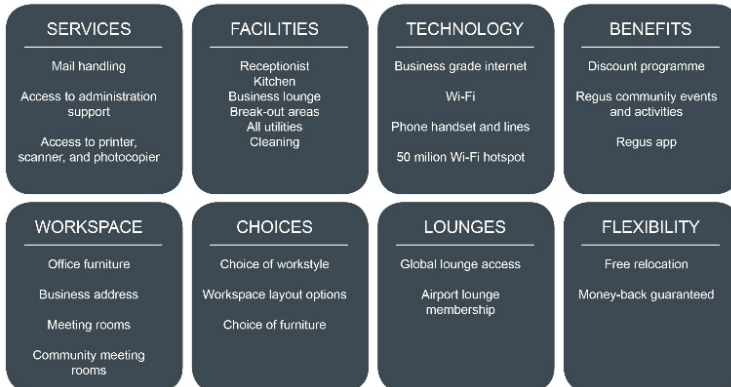 SERVICES
Mail handling
Access to administration
support
Access to printer,
scanner, and photocopier
FACILITIES
Receptionist
Kitchen
Business lounge
Break-out areas
All utilities
Cleaning
TECHNOLOGY
Business grade internet
Wi-Fi
Phone handset and lines
50 milion Wi-Fi hotspot
BENEFITS
Discount programme
Regus community events
and activities
Regus app
WORKSPACE
Office furniture
Business address
Meeting rooms
Community meeting
rooms
CHOICES
Choice of workstyle
Workspace layout options
Choice of furniture
LOUNGES
Global lounge access
Airport lounge
membership
FLEXIBILITY
Free relocation
Money-back guaranteed